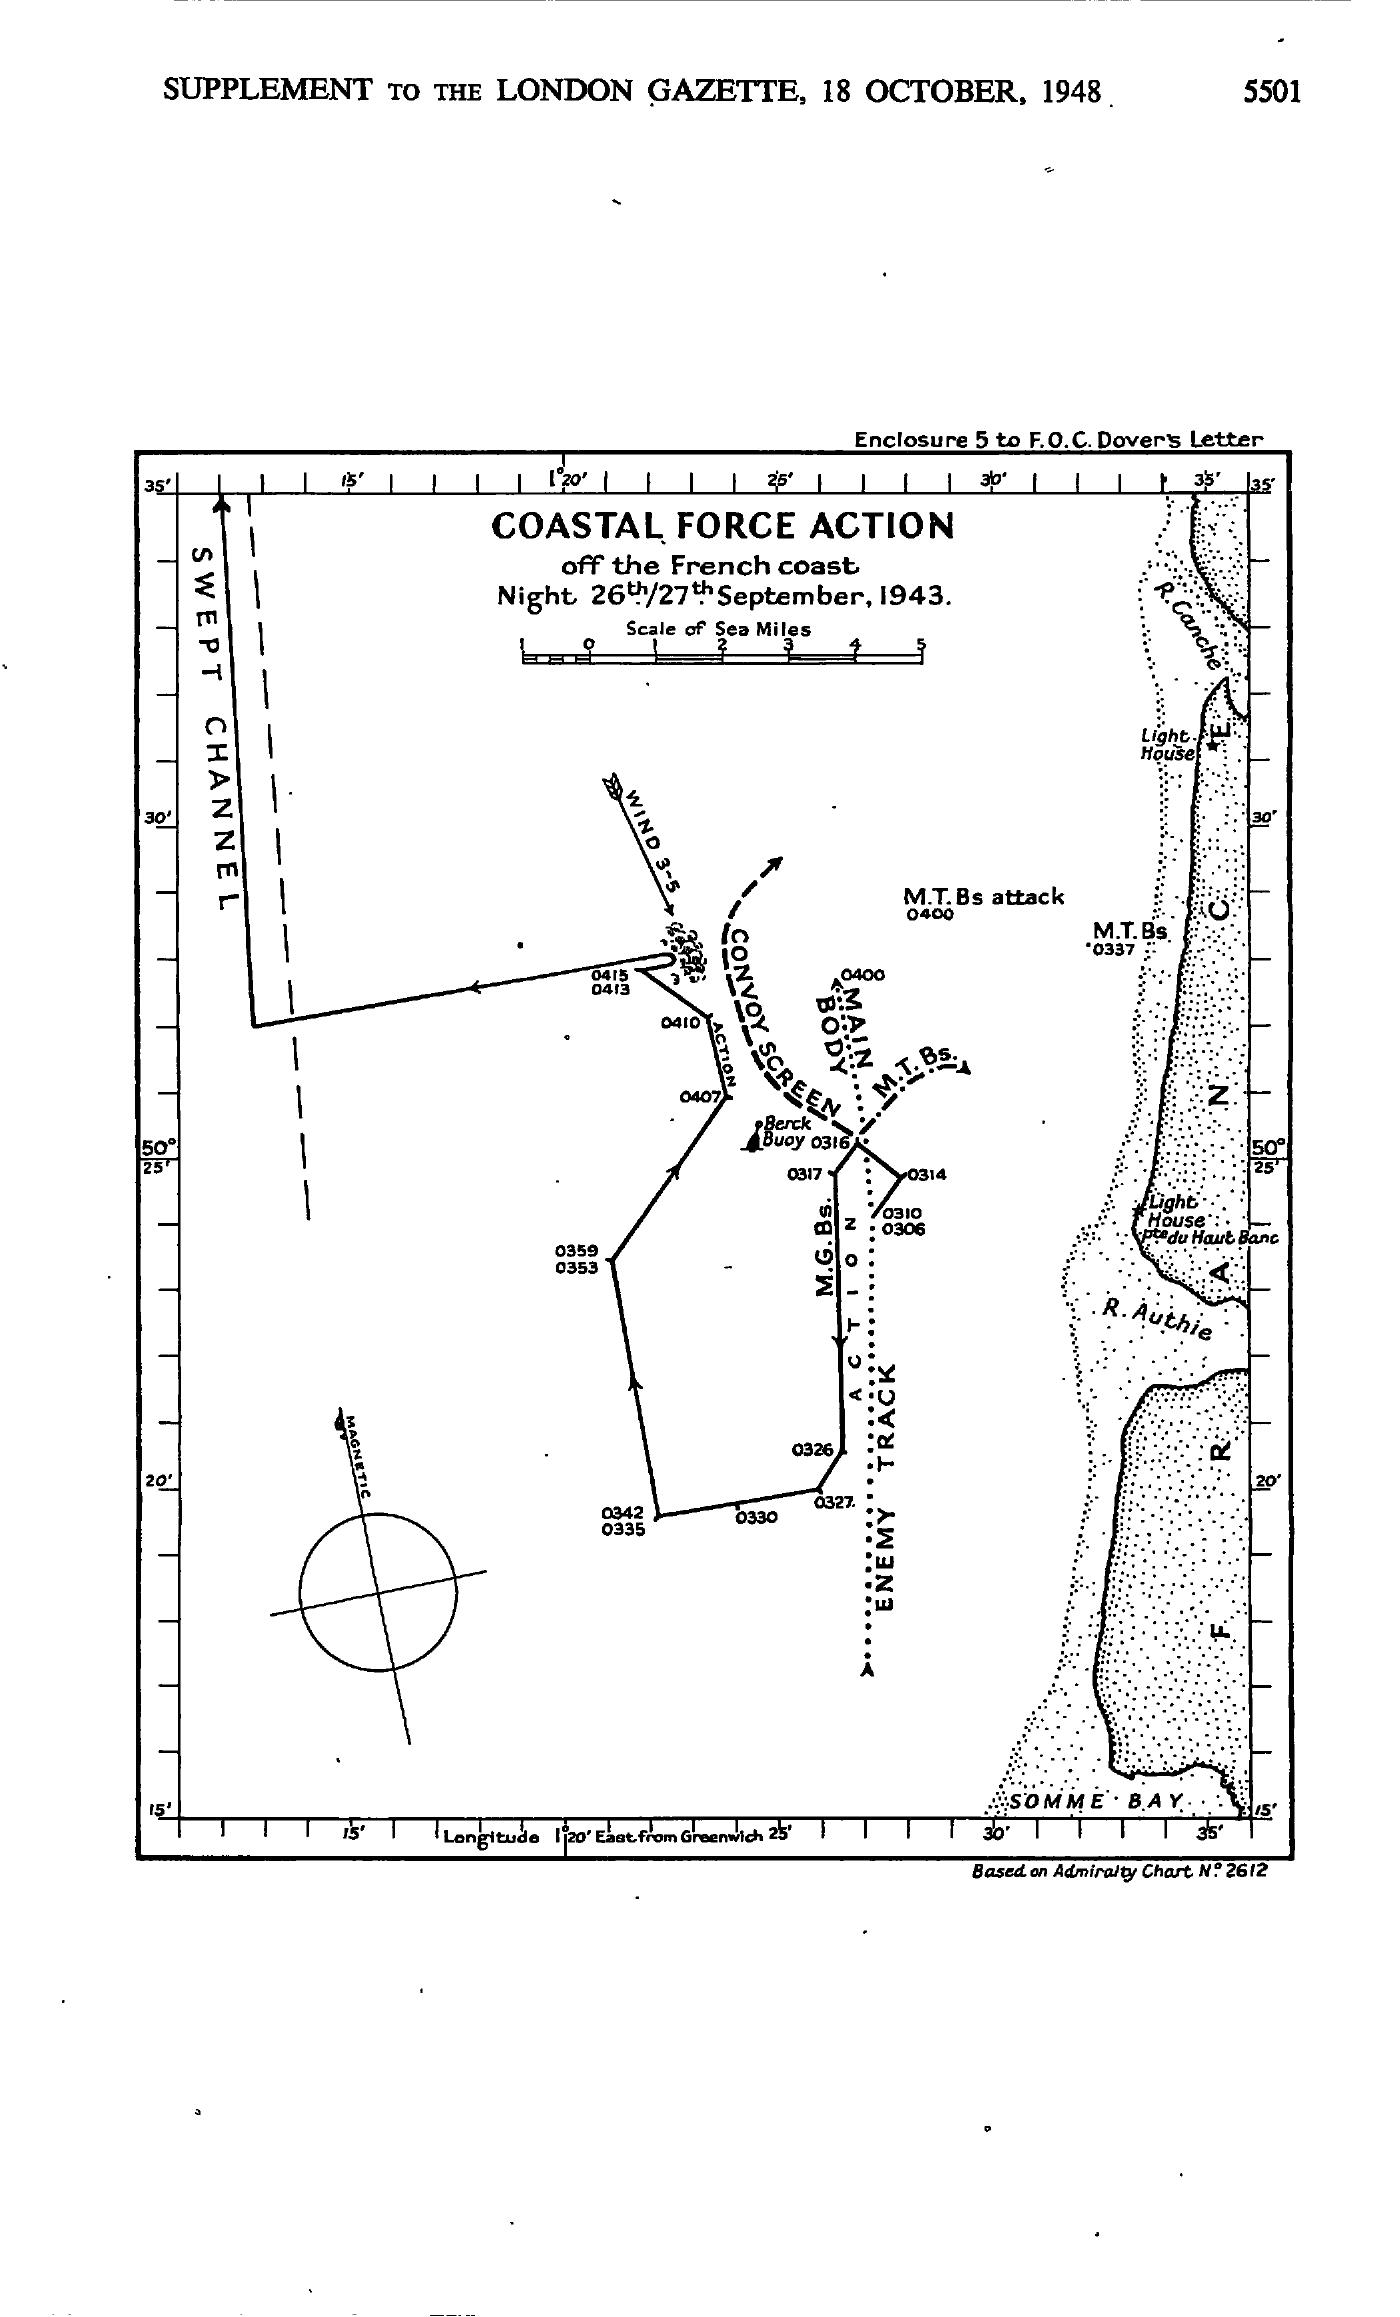 SUPPLEMENT TO THE LONDON GAZETTE, 18 OCTOBER, 1948 5501
Enclosure 5 to F.O.C. Dover's Letter
35' 15' 1°20' 25' 30' 35' 35'
COASTAL FORCE ACTION
off the French coast
Night 26th/27th September, 1943.
Scale of Sea Miles
1 0 1 2 3 4 5
SWEPT CHANNEL
R. Canche
Light
House
30' 30'
WIND 3-5
M.T.Bs attack
0400
M.T.Bs
0337
CONVOY SCREEN
0400
MAIN
BODY
M.T.Bs.
0415
0413
0410
ACTION
0407
Berck
Buoy
0316
0317
0314
0310
0306
50°
25'
50°
25'
Light
House
Pte du Haut Banc
R. Authie
M.G.Bs.
ACTION
ENEMY TRACK
0359
0353
MAGNETIC
0326
0327
0330
0342
0335
20' 20'
FRANCE
SOMME BAY
15' 15'
15' Longitude 1°20' East from Greenwich 25' 30' 35'
Based on Admiralty Chart No. 2612